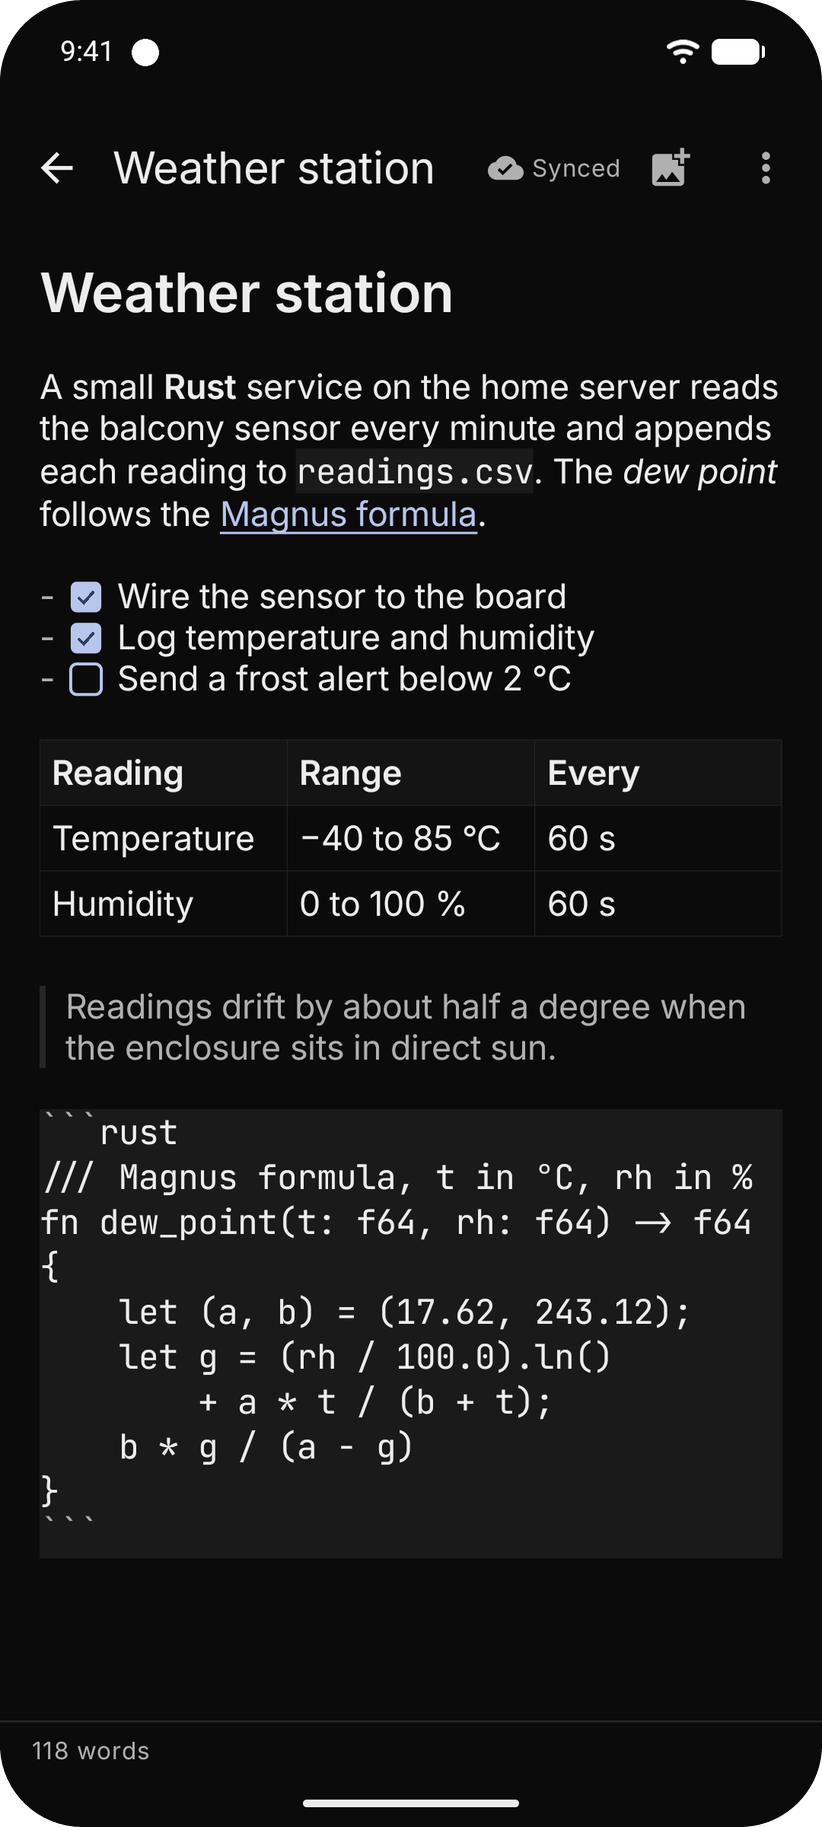 9:41
Weather station
Synced
Weather station
A small Rust service on the home server reads
the balcony sensor every minute and appends
each reading to readings.csv. The dew point
follows the Magnus formula.
- Wire the sensor to the board
- Log temperature and humidity
- Send a frost alert below 2 °C
Reading Range Every
Temperature −40 to 85 °C 60 s
Humidity 0 to 100 % 60 s
Readings drift by about half a degree when
the enclosure sits in direct sun.
```rust
/// Magnus formula, t in °C, rh in %
fn dew_point(t: f64, rh: f64) -> f64
{
    let (a, b) = (17.62, 243.12);
    let g = (rh / 100.0).ln()
        + a * t / (b + t);
    b * g / (a - g)
}
```
118 words